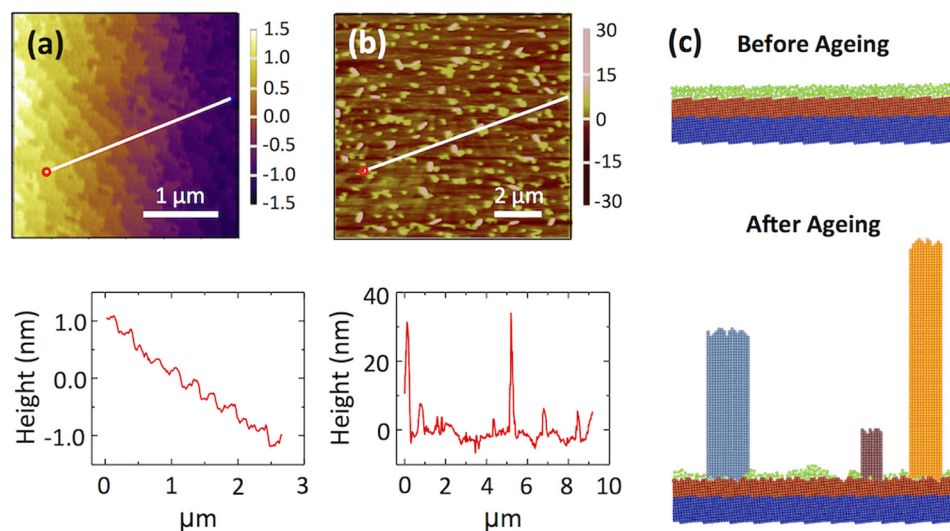 (a)
1.5
1.0
0.5
0.0
-0.5
-1.0
-1.5
1 μm
(b)
30
15
0
-15
-30
2 μm
(c)
Before Ageing
After Ageing
Height (nm)
1.0
0.0
-1.0
0 1 2 3
μm
Height (nm)
40
20
0
0 2 4 6 8 10
μm